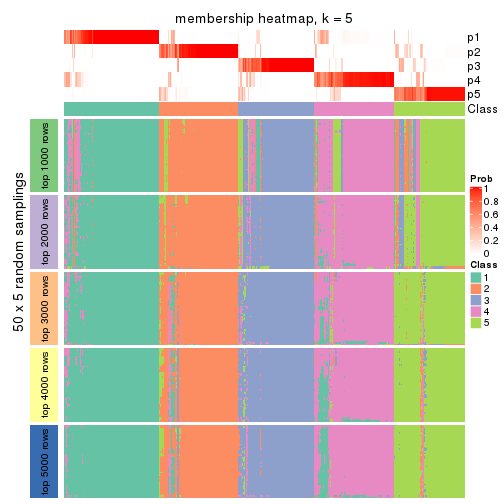 membership heatmap, k = 5
p1
p2
p3
p4
p5
Class
50 x 5 random samplings
top 1000 rows
top 2000 rows
top 3000 rows
top 4000 rows
top 5000 rows
Prob
1
0.8
0.6
0.4
0.2
0
Class
1
2
3
4
5